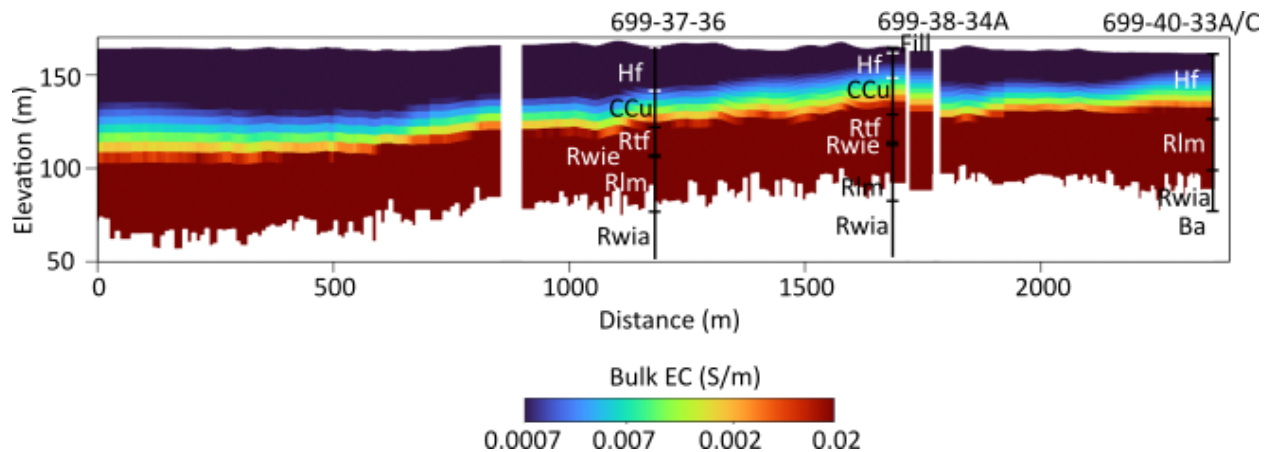 699-37-36
699-38-34A
699-40-33A/C
Fill
150
100
50
Elevation (m)
Hf
CCu
Rtf
Rwie
Rlm
Rwia
Hf
CCu
Rtf
Rwie
Rlm
Rwia
Hf
Rlm
Rwia
Ba
0
500
1000
1500
2000
Distance (m)
Bulk EC (S/m)
0.0007
0.007
0.002
0.02